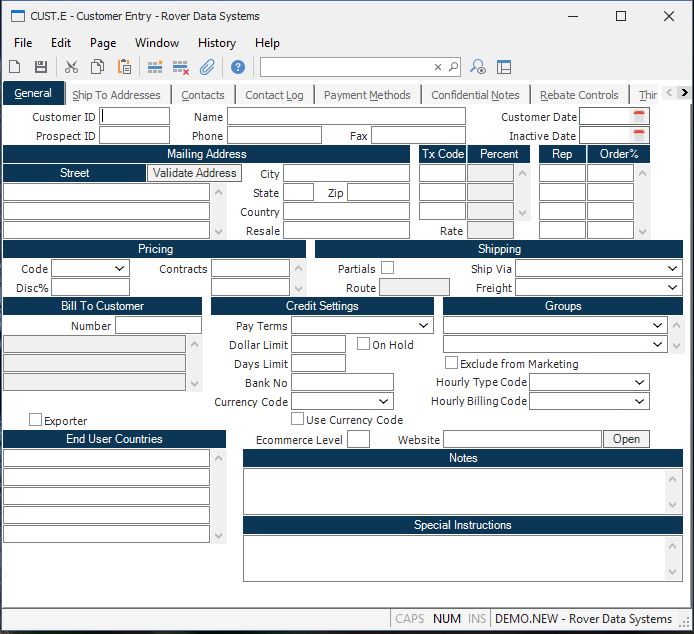 CUST.E - Customer Entry - Rover Data Systems
File Edit Page Window History Help
General Ship To Addresses Contacts Contact Log Payment Methods Confidential Notes Rebate Controls Thir
Customer ID Name Customer Date
Prospect ID Phone Fax Inactive Date
Mailing Address Tx Code Percent Rep Order%
Street Validate Address City
State Zip
Country
Resale Rate
Pricing Shipping
Code Contracts Partials Ship Via
Disc% Route Freight
Bill To Customer Credit Settings Groups
Number Pay Terms
Dollar Limit On Hold
Days Limit Exclude from Marketing
Bank No Hourly Type Code
Currency Code Hourly Billing Code
Exporter Use Currency Code
End User Countries Ecommerce Level Website Open
Notes
Special Instructions
CAPS NUM INS DEMO.NEW - Rover Data Systems